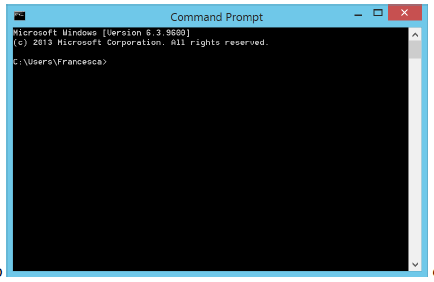 Command Prompt
Microsoft Windows [Version 6.3.9600]
(c) 2013 Microsoft Corporation. All rights reserved.
C:\Users\Francesca>